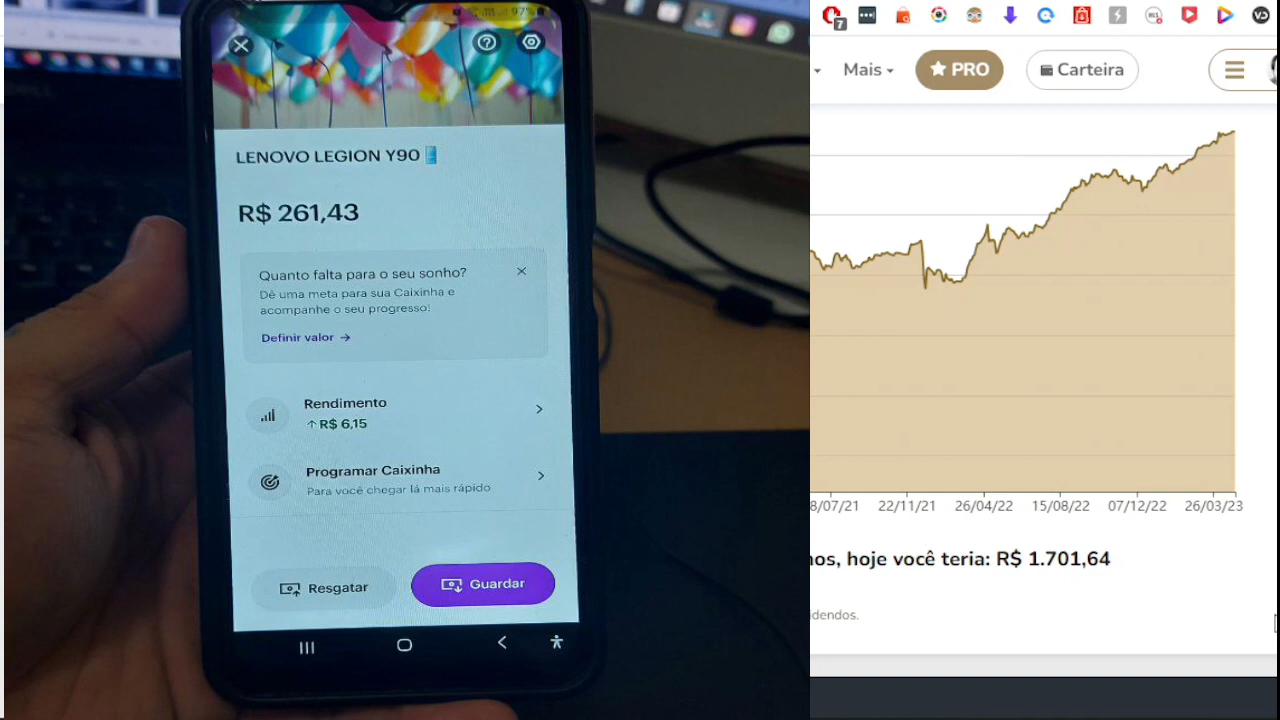 97%
LENOVO LEGION Y90
R$ 261,43
Quanto falta para o seu sonho?
Dê uma meta para sua Caixinha e
acompanhe o seu progresso!
Definir valor →
Rendimento
↑ R$ 6,15
Programar Caixinha
Para você chegar lá mais rápido
Resgatar
Guardar
7
Mais
PRO
Carteira
8/07/21
22/11/21
26/04/22
15/08/22
07/12/22
26/03/23
nos, hoje você teria: R$ 1.701,64
idendos.